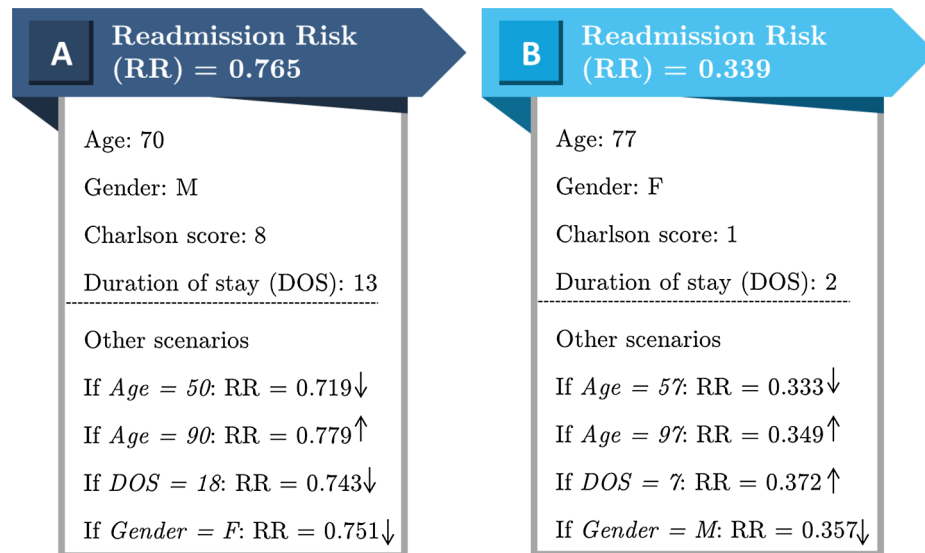 A
Readmission Risk
(RR) = 0.765
Age: 70
Gender: M
Charlson score: 8
Duration of stay (DOS): 13
Other scenarios
If Age = 50: RR = 0.719↓
If Age = 90: RR = 0.779↑
If DOS = 18: RR = 0.743↓
If Gender = F: RR = 0.751↓
B
Readmission Risk
(RR) = 0.339
Age: 77
Gender: F
Charlson score: 1
Duration of stay (DOS): 2
Other scenarios
If Age = 57: RR = 0.333↓
If Age = 97: RR = 0.349↑
If DOS = 7: RR = 0.372↑
If Gender = M: RR = 0.357↓